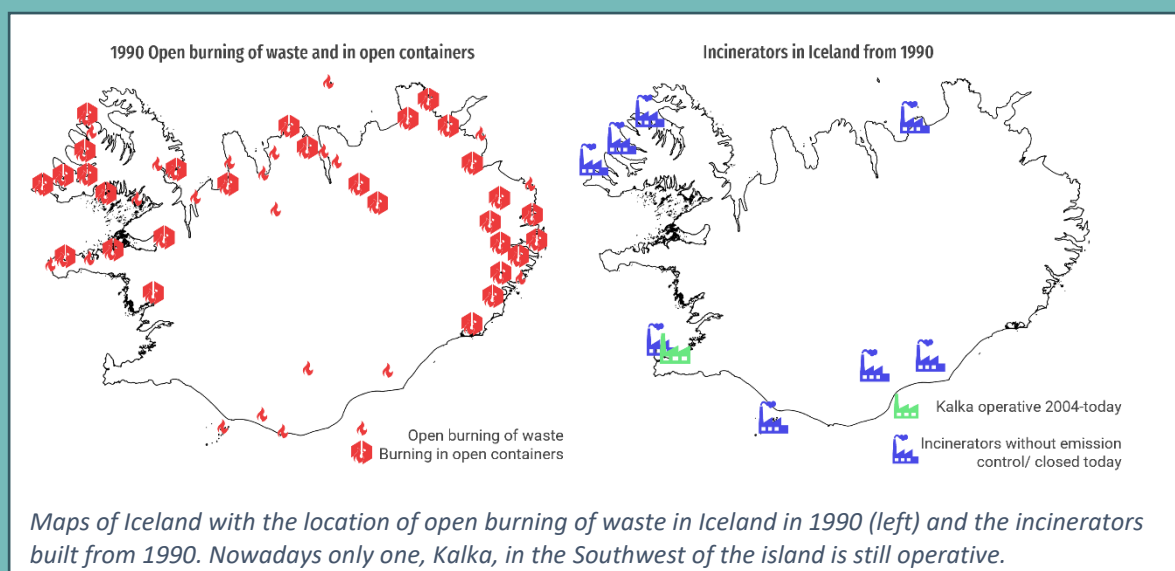 1990 Open burning of waste and in open containers
Incinerators in Iceland from 1990
Open burning of waste
Burning in open containers
Kalka operative 2004-today
Incinerators without emission
control/ closed today
Maps of Iceland with the location of open burning of waste in Iceland in 1990 (left) and the incinerators
built from 1990. Nowadays only one, Kalka, in the Southwest of the island is still operative.